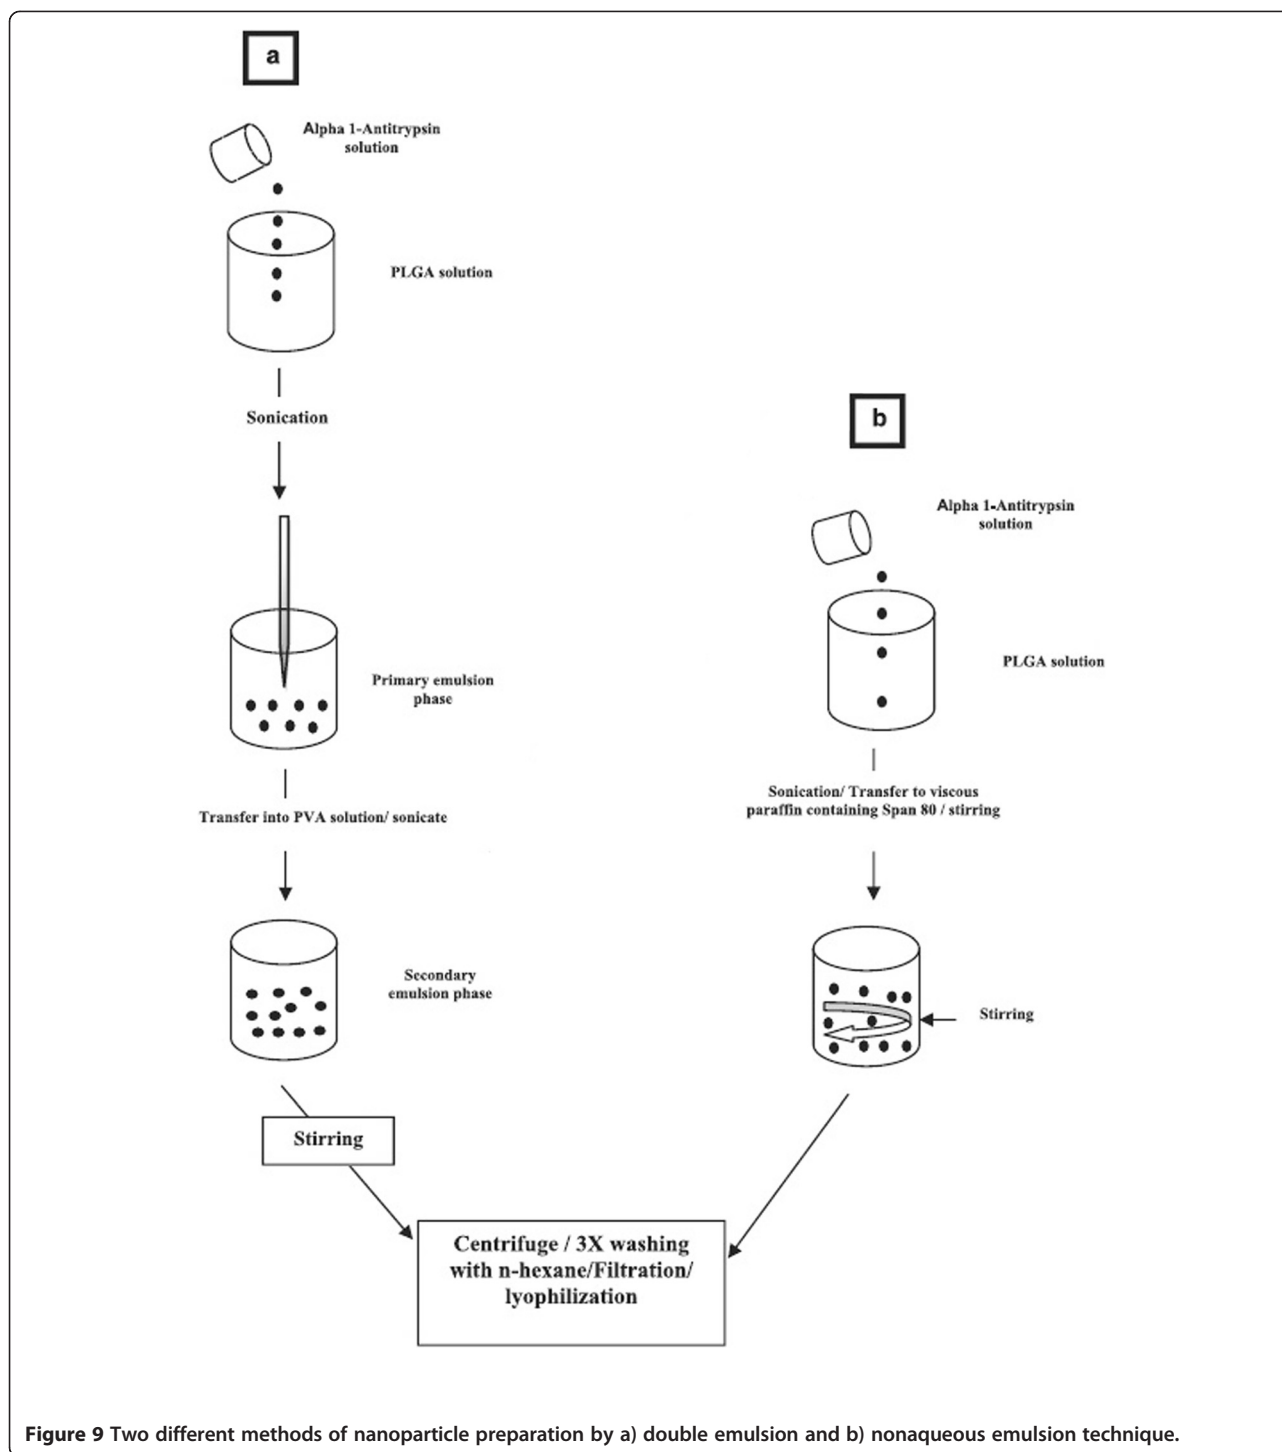 a
Alpha 1-Antitrypsin
solution
PLGA solution
Sonication
Primary emulsion
phase
Transfer into PVA solution/ sonicate
Secondary
emulsion phase
Stirring
b
Alpha 1-Antitrypsin
solution
PLGA solution
Sonication/ Transfer to viscous
paraffin containing Span 80 / stirring
Stirring
Centrifuge / 3X washing
with n-hexane/Filtration/
lyophilization
Figure 9 Two different methods of nanoparticle preparation by a) double emulsion and b) nonaqueous emulsion technique.